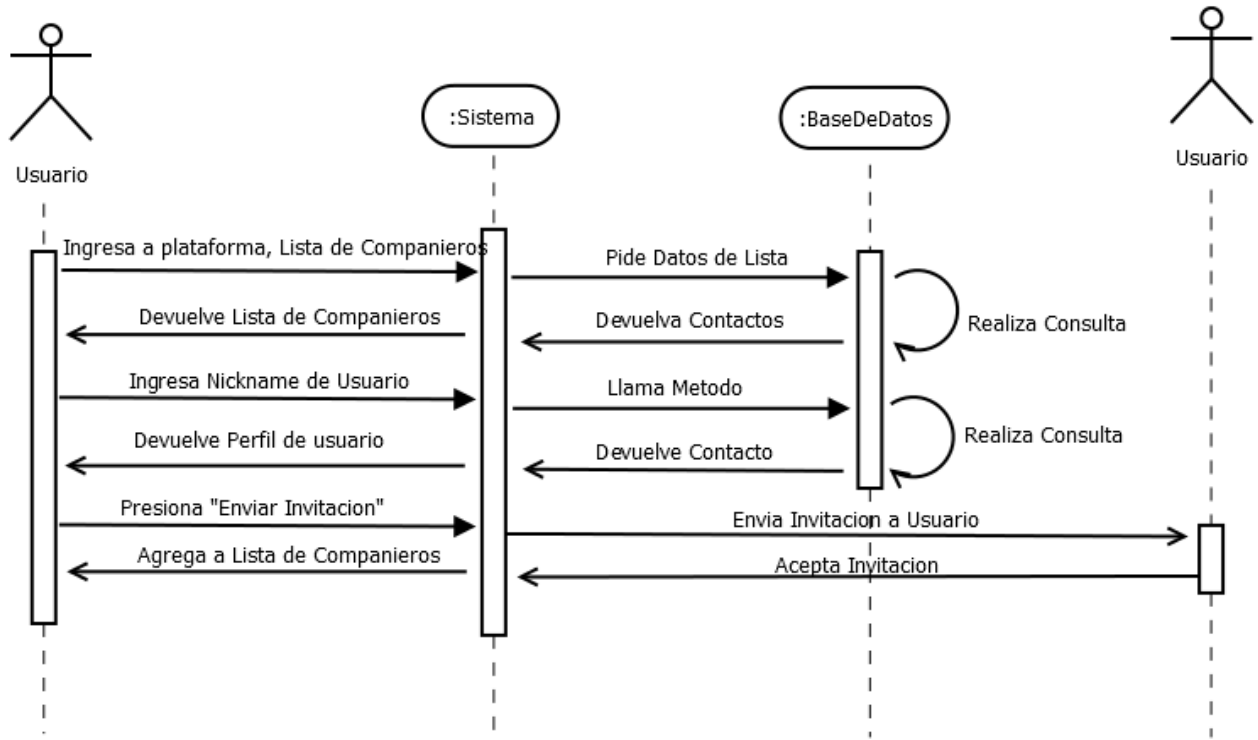 :Sistema
:BaseDeDatos
Usuario
Usuario
Ingresa a plataforma, Lista de Companieros
Pide Datos de Lista
Devuelve Lista de Companieros
Devuelva Contactos
Realiza Consulta
Ingresa Nickname de Usuario
Llama Metodo
Devuelve Perfil de usuario
Devuelve Contacto
Realiza Consulta
Presiona "Enviar Invitacion"
Envia Invitacion a Usuario
Agrega a Lista de Companieros
Acepta Invitacion